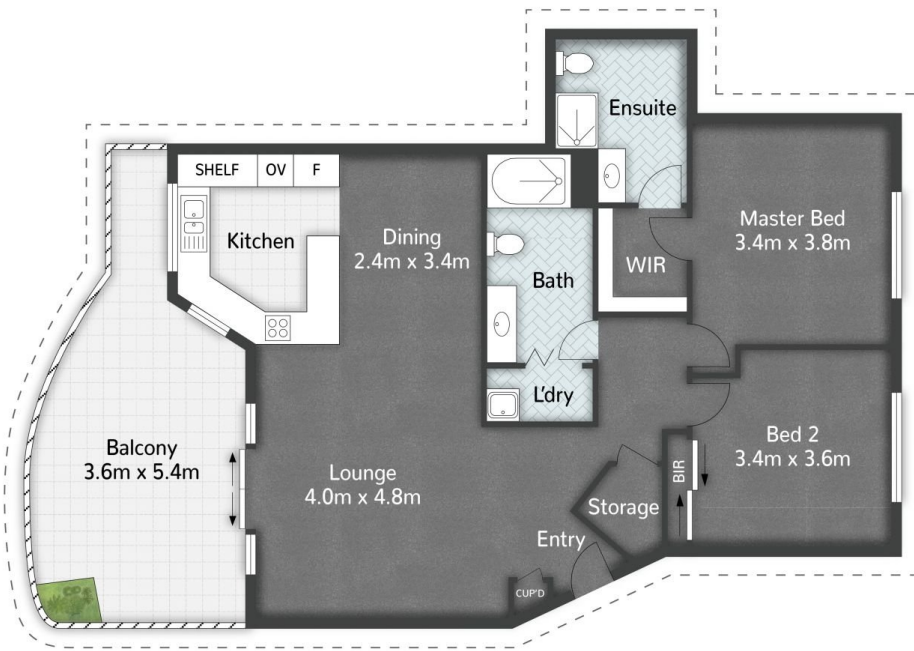 Ensuite
SHELF
OV
F
Kitchen
Dining
2.4m x 3.4m
Bath
WIR
Master Bed
3.4m x 3.8m
L'dry
Balcony
3.6m x 5.4m
Lounge
4.0m x 4.8m
Bed 2
3.4m x 3.6m
BIR
Storage
Entry
CUP'D